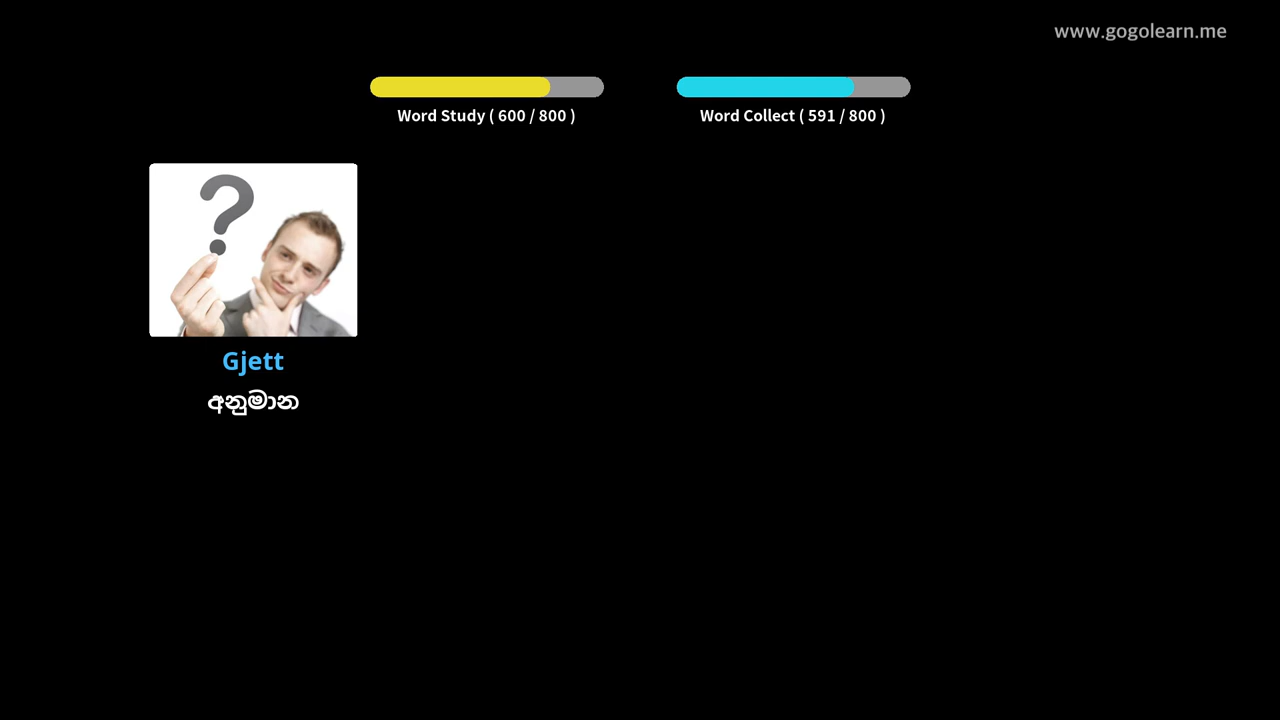 www.gogolearn.me
Word Study ( 600 / 800 )
Word Collect ( 591 / 800 )
?
Gjett
අනුමාන